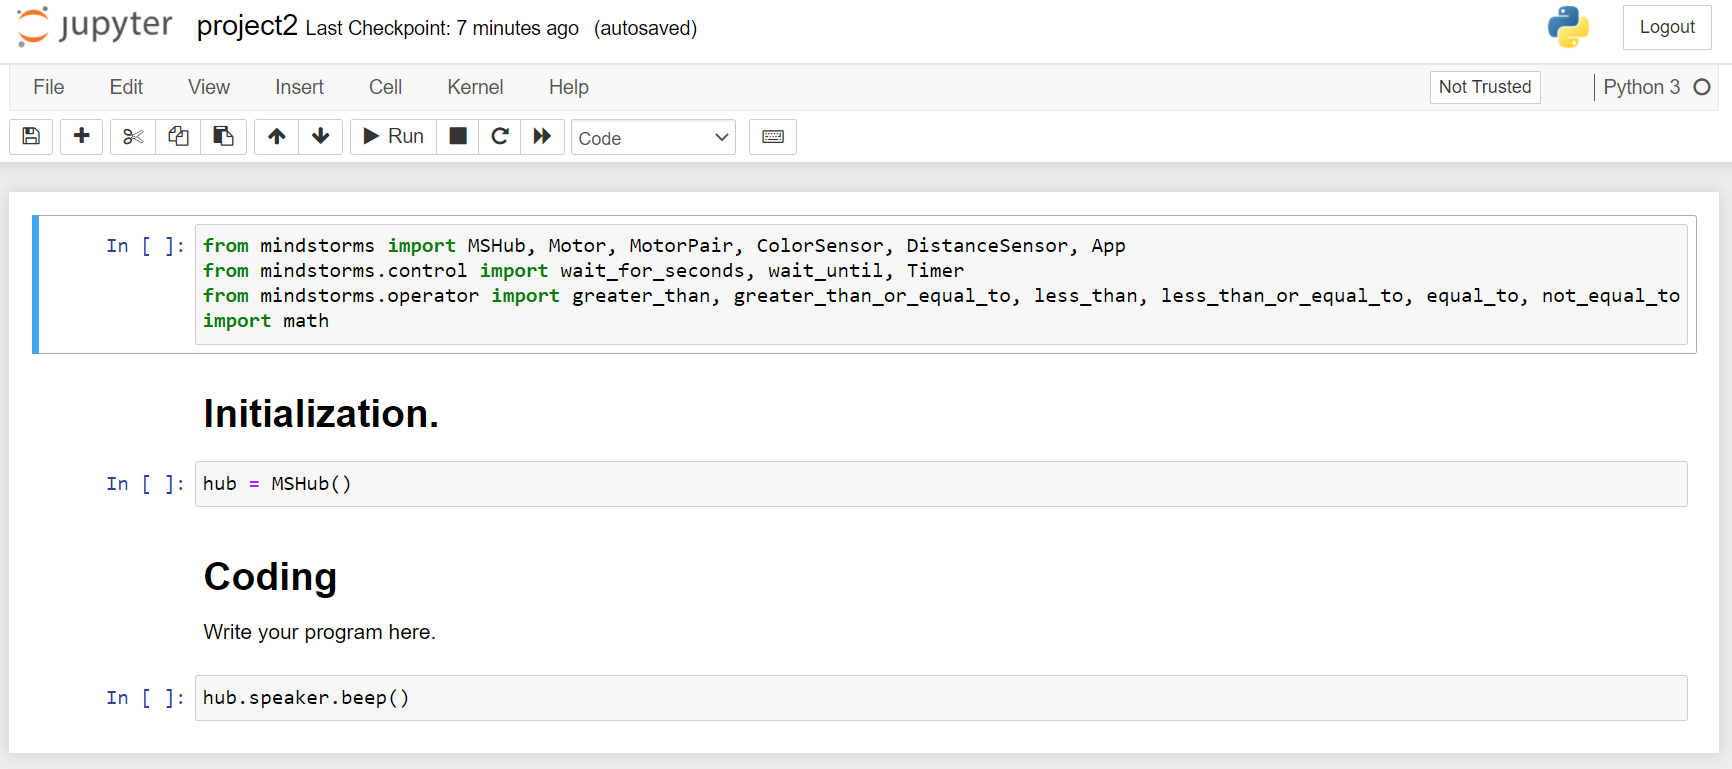 jupyter project2 Last Checkpoint: 7 minutes ago (autosaved) Logout
File Edit View Insert Cell Kernel Help Not Trusted Python 3
Run Code
In [ ]: from mindstorms import MSHub, Motor, MotorPair, ColorSensor, DistanceSensor, App
from mindstorms.control import wait_for_seconds, wait_until, Timer
from mindstorms.operator import greater_than, greater_than_or_equal_to, less_than, less_than_or_equal_to, equal_to, not_equal_to
import math
Initialization.
In [ ]: hub = MSHub()
Coding
Write your program here.
In [ ]: hub.speaker.beep()